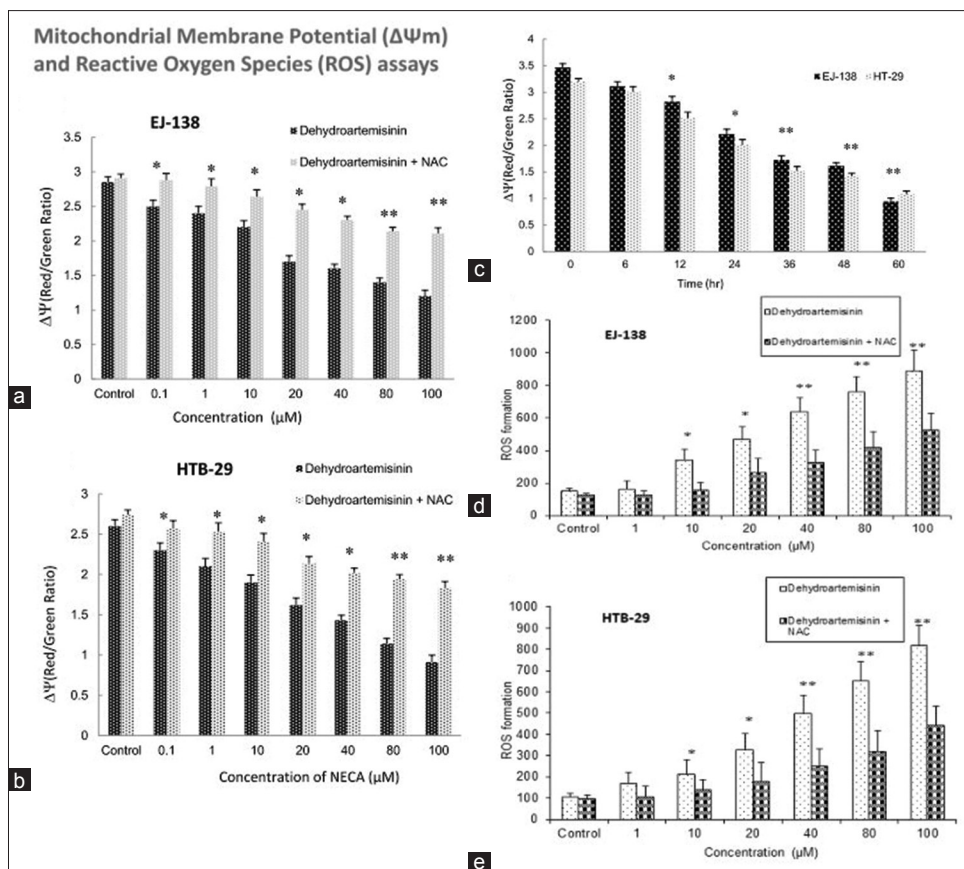 Mitochondrial Membrane Potential (ΔΨm)
and Reactive Oxygen Species (ROS) assays
EJ-138
Dehydroartemisinin
Dehydroartemisinin + NAC
ΔΨ(Red/Green Ratio)
3.5
3
2.5
2
1.5
1
0.5
0
* * * * * ** **
Control 0.1 1 10 20 40 80 100
Concentration (μM)
a
HTB-29
Dehydroartemisinin
Dehydroartemisinin + NAC
ΔΨ(Red/Green Ratio)
3
2.5
2
1.5
1
0.5
0
* * * * * ** **
Control 0.1 1 10 20 40 80 100
Concentration of NECA (μM)
b
EJ-138 HT-29
ΔΨ(Red/Green Ratio)
4
3.5
3
2.5
2
1.5
1
0.5
0
* * ** ** **
0 6 12 24 36 48 60
Time (hr)
c
EJ-138
Dehydroartemisinin
Dehydroartemisinin + NAC
ROS formation
1200
1000
800
600
400
200
0
* * ** ** **
Control 1 10 20 40 80 100
Concentration (μM)
d
HTB-29
Dehydroartemisinin
Dehydroartemisinin +
NAC
ROS formation
1000
900
800
700
600
500
400
300
200
100
0
* * ** ** **
Control 1 10 20 40 80 100
Concentration (μM)
e